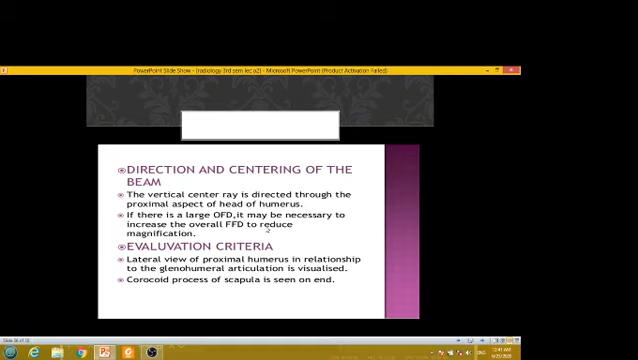 PowerPoint Slide Show - [radiology 3rd sem lec o2] - Microsoft PowerPoint (Product Activation Failed)
DIRECTION AND CENTERING OF THE
BEAM
The vertical center ray is directed through the
proximal aspect of head of humerus.
If there is a large OFD,it may be necessary to
increase the overall FFD to reduce
magnification.
EVALUVATION CRITERIA
Lateral view of proximal humerus in relationship
to the glenohumeral articulation is visualised.
Corocoid process of scapula is seen on end.